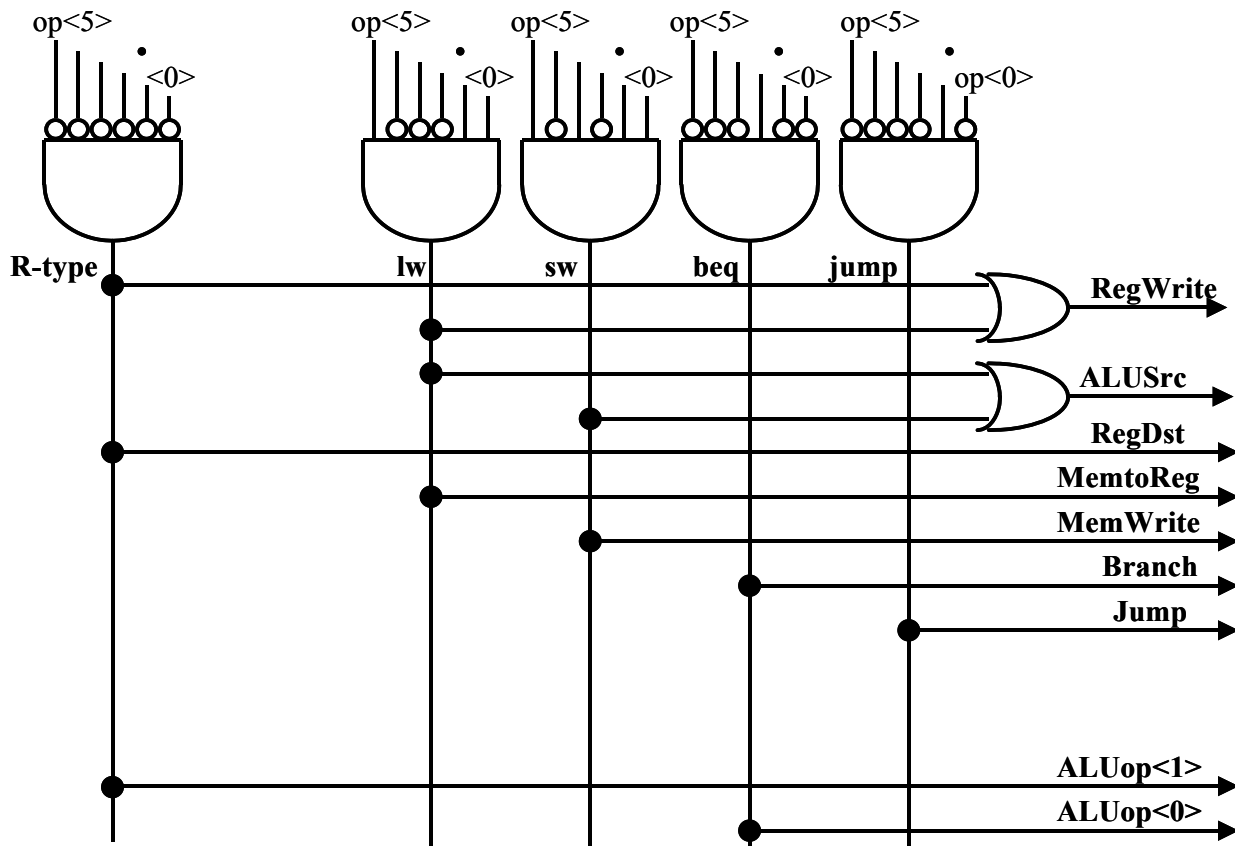 op<5> op<5> op<5> op<5> op<5>
<0> <0> <0> <0> op<0>
R-type lw sw beq jump
RegWrite
ALUSrc
RegDst
MemtoReg
MemWrite
Branch
Jump
ALUop<1>
ALUop<0>